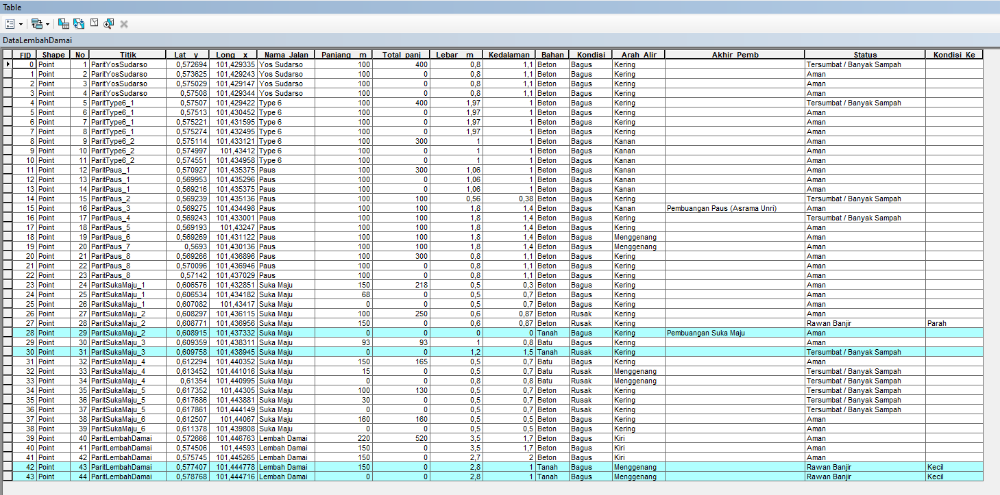 Table
DataLembahDamai
FID Shape No Titik Lat__y_ Long__x_ Nama_Jalan Panjang__m Total_panj Lebar__m_ Kedalaman_ Bahan Kondisi Arah_Alir Akhir_Pemb Status Kondisi_Ke
0 Point 1 ParitYosSudarso 0,572694 101,429335 Yos Sudarso 100 400 0,8 1,1 Beton Bagus Kering Tersumbat / Banyak Sampah
1 Point 2 ParitYosSudarso 0,573625 101,429243 Yos Sudarso 100 0 0,8 1,1 Beton Bagus Kering Aman
2 Point 3 ParitYosSudarso 0,575029 101,429147 Yos Sudarso 100 0 0,8 1,1 Beton Bagus Kering Aman
3 Point 4 ParitYosSudarso 0,57508 101,429344 Yos Sudarso 100 0 0,8 1,1 Beton Bagus Kering Aman
4 Point 5 ParitType6_1 0,57507 101,429422 Type 6 100 400 1,97 1 Beton Bagus Kering Tersumbat / Banyak Sampah
5 Point 6 ParitType6_1 0,57513 101,430452 Type 6 100 0 1,97 1 Beton Bagus Kering Aman
6 Point 7 ParitType6_1 0,575221 101,431595 Type 6 100 0 1,97 1 Beton Bagus Kering Aman
7 Point 8 ParitType6_1 0,575274 101,432495 Type 6 100 0 1,97 1 Beton Bagus Kering Aman
8 Point 9 ParitType6_2 0,575114 101,433121 Type 6 100 300 1 1 Beton Bagus Kanan Aman
9 Point 10 ParitType6_2 0,574997 101,43412 Type 6 100 0 1 1 Beton Bagus Kanan Aman
10 Point 11 ParitType6_2 0,574551 101,434958 Type 6 100 0 1 1 Beton Bagus Kanan Aman
11 Point 12 ParitPaus_1 0,570927 101,435375 Paus 100 300 1,06 1 Beton Bagus Kanan Aman
12 Point 13 ParitPaus_1 0,569953 101,435296 Paus 100 0 1,06 1 Beton Bagus Kanan Aman
13 Point 14 ParitPaus_1 0,569216 101,435375 Paus 100 0 1,06 1 Beton Bagus Kanan Aman
14 Point 15 ParitPaus_2 0,569239 101,435136 Paus 100 100 0,56 0,38 Beton Bagus Kering Tersumbat / Banyak Sampah
15 Point 16 ParitPaus_3 0,569275 101,434498 Paus 100 100 1,8 1,4 Beton Bagus Kanan Pembuangan Paus (Asrama Unri) Aman
16 Point 17 ParitPaus_4 0,569243 101,433001 Paus 100 100 1,8 1,4 Beton Bagus Kering Tersumbat / Banyak Sampah
17 Point 18 ParitPaus_5 0,569193 101,43247 Paus 100 100 1,8 1,4 Beton Bagus Kering Aman
18 Point 19 ParitPaus_6 0,569269 101,431122 Paus 100 100 1,8 1,4 Beton Bagus Menggenang Aman
19 Point 20 ParitPaus_7 0,5693 101,430136 Paus 100 100 1,8 1,4 Beton Bagus Menggenang Aman
20 Point 21 ParitPaus_8 0,569266 101,436896 Paus 100 300 0,8 1,1 Beton Bagus Kering Aman
21 Point 22 ParitPaus_8 0,570096 101,436946 Paus 100 0 0,8 1,1 Beton Bagus Kering Aman
22 Point 23 ParitPaus_8 0,57142 101,437029 Paus 100 0 0,8 1,1 Beton Bagus Kering Aman
23 Point 24 ParitSukaMaju_1 0,606576 101,432851 Suka Maju 150 218 0,5 0,3 Beton Bagus Kering Aman
24 Point 25 ParitSukaMaju_1 0,606534 101,434182 Suka Maju 68 0 0,5 0,7 Beton Bagus Kering Aman
25 Point 26 ParitSukaMaju_1 0,607082 101,43417 Suka Maju 0 0 0,5 0,7 Beton Bagus Kering Aman
26 Point 27 ParitSukaMaju_2 0,608297 101,436115 Suka Maju 100 250 0,6 0,87 Beton Rusak Kering Aman
27 Point 28 ParitSukaMaju_2 0,608771 101,436956 Suka Maju 150 0 0,6 0,87 Beton Rusak Kering Rawan Banjir Parah
28 Point 29 ParitSukaMaju_2 0,608915 101,437332 Suka Maju 0 0 0 0 Tanah Bagus Kering Pembuangan Suka Maju Aman
29 Point 30 ParitSukaMaju_3 0,609359 101,438311 Suka Maju 93 93 1 0,8 Batu Bagus Kering Aman
30 Point 31 ParitSukaMaju_3 0,609758 101,438945 Suka Maju 0 0 1,2 1,5 Tanah Rusak Kering Tersumbat / Banyak Sampah
31 Point 32 ParitSukaMaju_4 0,612294 101,440352 Suka Maju 150 165 0,5 0,7 Batu Bagus Kering Aman
32 Point 33 ParitSukaMaju_4 0,613452 101,441016 Suka Maju 15 0 0,5 0,7 Batu Rusak Menggenang Tersumbat / Banyak Sampah
33 Point 34 ParitSukaMaju_4 0,61354 101,440995 Suka Maju 0 0 0,8 0,8 Batu Rusak Menggenang Tersumbat / Banyak Sampah
34 Point 35 ParitSukaMaju_5 0,617352 101,44305 Suka Maju 100 130 0,5 0,7 Beton Rusak Kering Tersumbat / Banyak Sampah
35 Point 36 ParitSukaMaju_5 0,617686 101,443881 Suka Maju 30 0 0,5 0,7 Beton Rusak Kering Tersumbat / Banyak Sampah
36 Point 37 ParitSukaMaju_5 0,617861 101,444149 Suka Maju 0 0 0,5 0,7 Beton Rusak Kering Tersumbat / Banyak Sampah
37 Point 38 ParitSukaMaju_6 0,612507 101,44067 Suka Maju 160 160 0,5 0,5 Beton Bagus Kering Aman
38 Point 39 ParitSukaMaju_6 0,611378 101,439808 Suka Maju 0 0 0,5 0,5 Beton Bagus Kering Aman
39 Point 40 ParitLembahDamai 0,572666 101,446763 Lembah Damai 220 520 3,5 1,7 Beton Bagus Kiri Aman
40 Point 41 ParitLembahDamai 0,574506 101,44593 Lembah Damai 150 0 3,5 1,7 Beton Bagus Kiri Aman
41 Point 42 ParitLembahDamai 0,575745 101,445265 Lembah Damai 150 0 2,7 2 Beton Bagus Kiri Aman
42 Point 43 ParitLembahDamai 0,577407 101,444778 Lembah Damai 150 0 2,8 1 Tanah Bagus Menggenang Rawan Banjir Kecil
43 Point 44 ParitLembahDamai 0,578768 101,444716 Lembah Damai 0 0 2,8 1 Tanah Bagus Menggenang Rawan Banjir Kecil